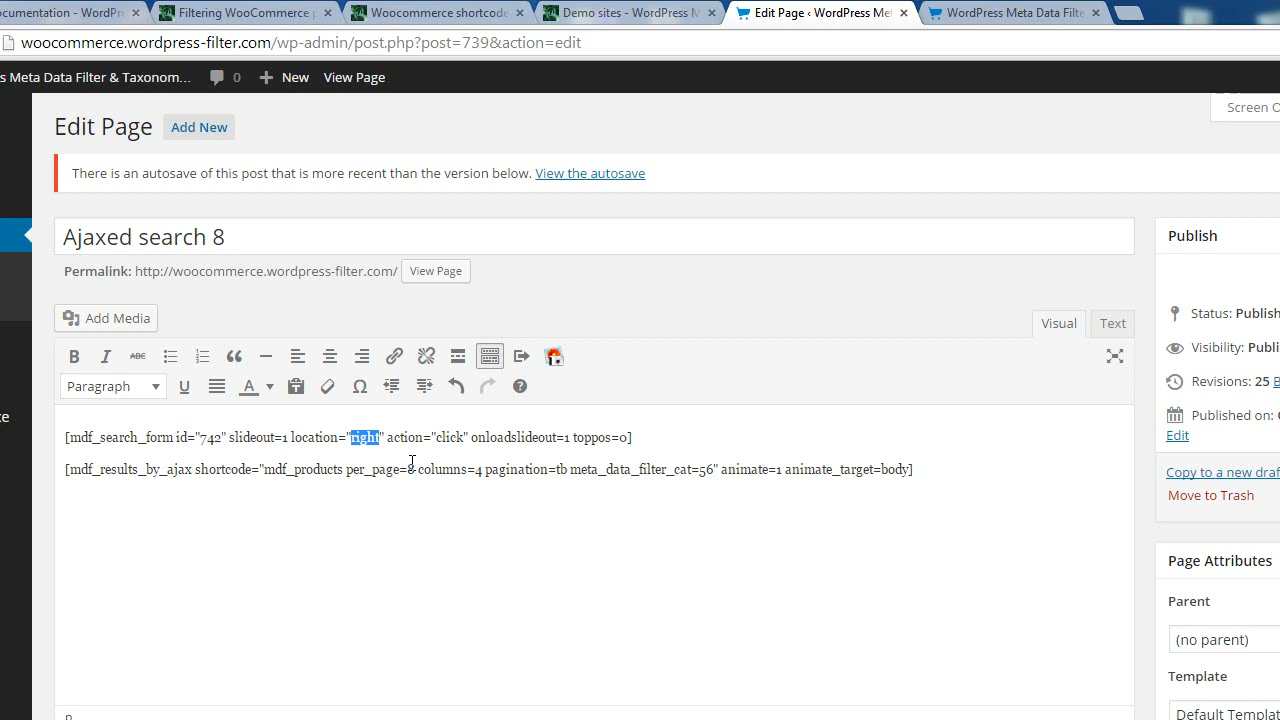 ocumentation - WordPr
Filtering WooCommerce
Woocommerce shortcode
Demo sites - WordPress M
Edit Page ‹ WordPress Met
WordPress Meta Data Filte
woocommerce.wordpress-filter.com/wp-admin/post.php?post=739&action=edit
s Meta Data Filter & Taxonom...
0
New
View Page
Screen O
Edit Page
Add New
There is an autosave of this post that is more recent than the version below. View the autosave
Ajaxed search 8
Publish
Permalink: http://woocommerce.wordpress-filter.com/
View Page
Add Media
Visual
Text
Status: Publish
Visibility: Publi
B
I
ABC
Paragraph
U
A
Revisions: 25 B
Published on:
Edit
ce
[mdf_search_form id="742" slideout=1 location="right" action="click" onloadslideout=1 toppos=0]
[mdf_results_by_ajax shortcode="mdf_products per_page=8 columns=4 pagination=tb meta_data_filter_cat=56" animate=1 animate_target=body]
Copy to a new draf
Move to Trash
Page Attributes
Parent
(no parent)
Template
Default Templat
p